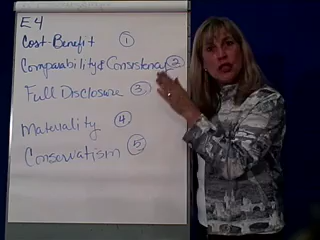 E4
Cost-Benefit ①
Comparability & Consistency ②
Full Disclosure ③
Materiality ④
Conservatism ⑤